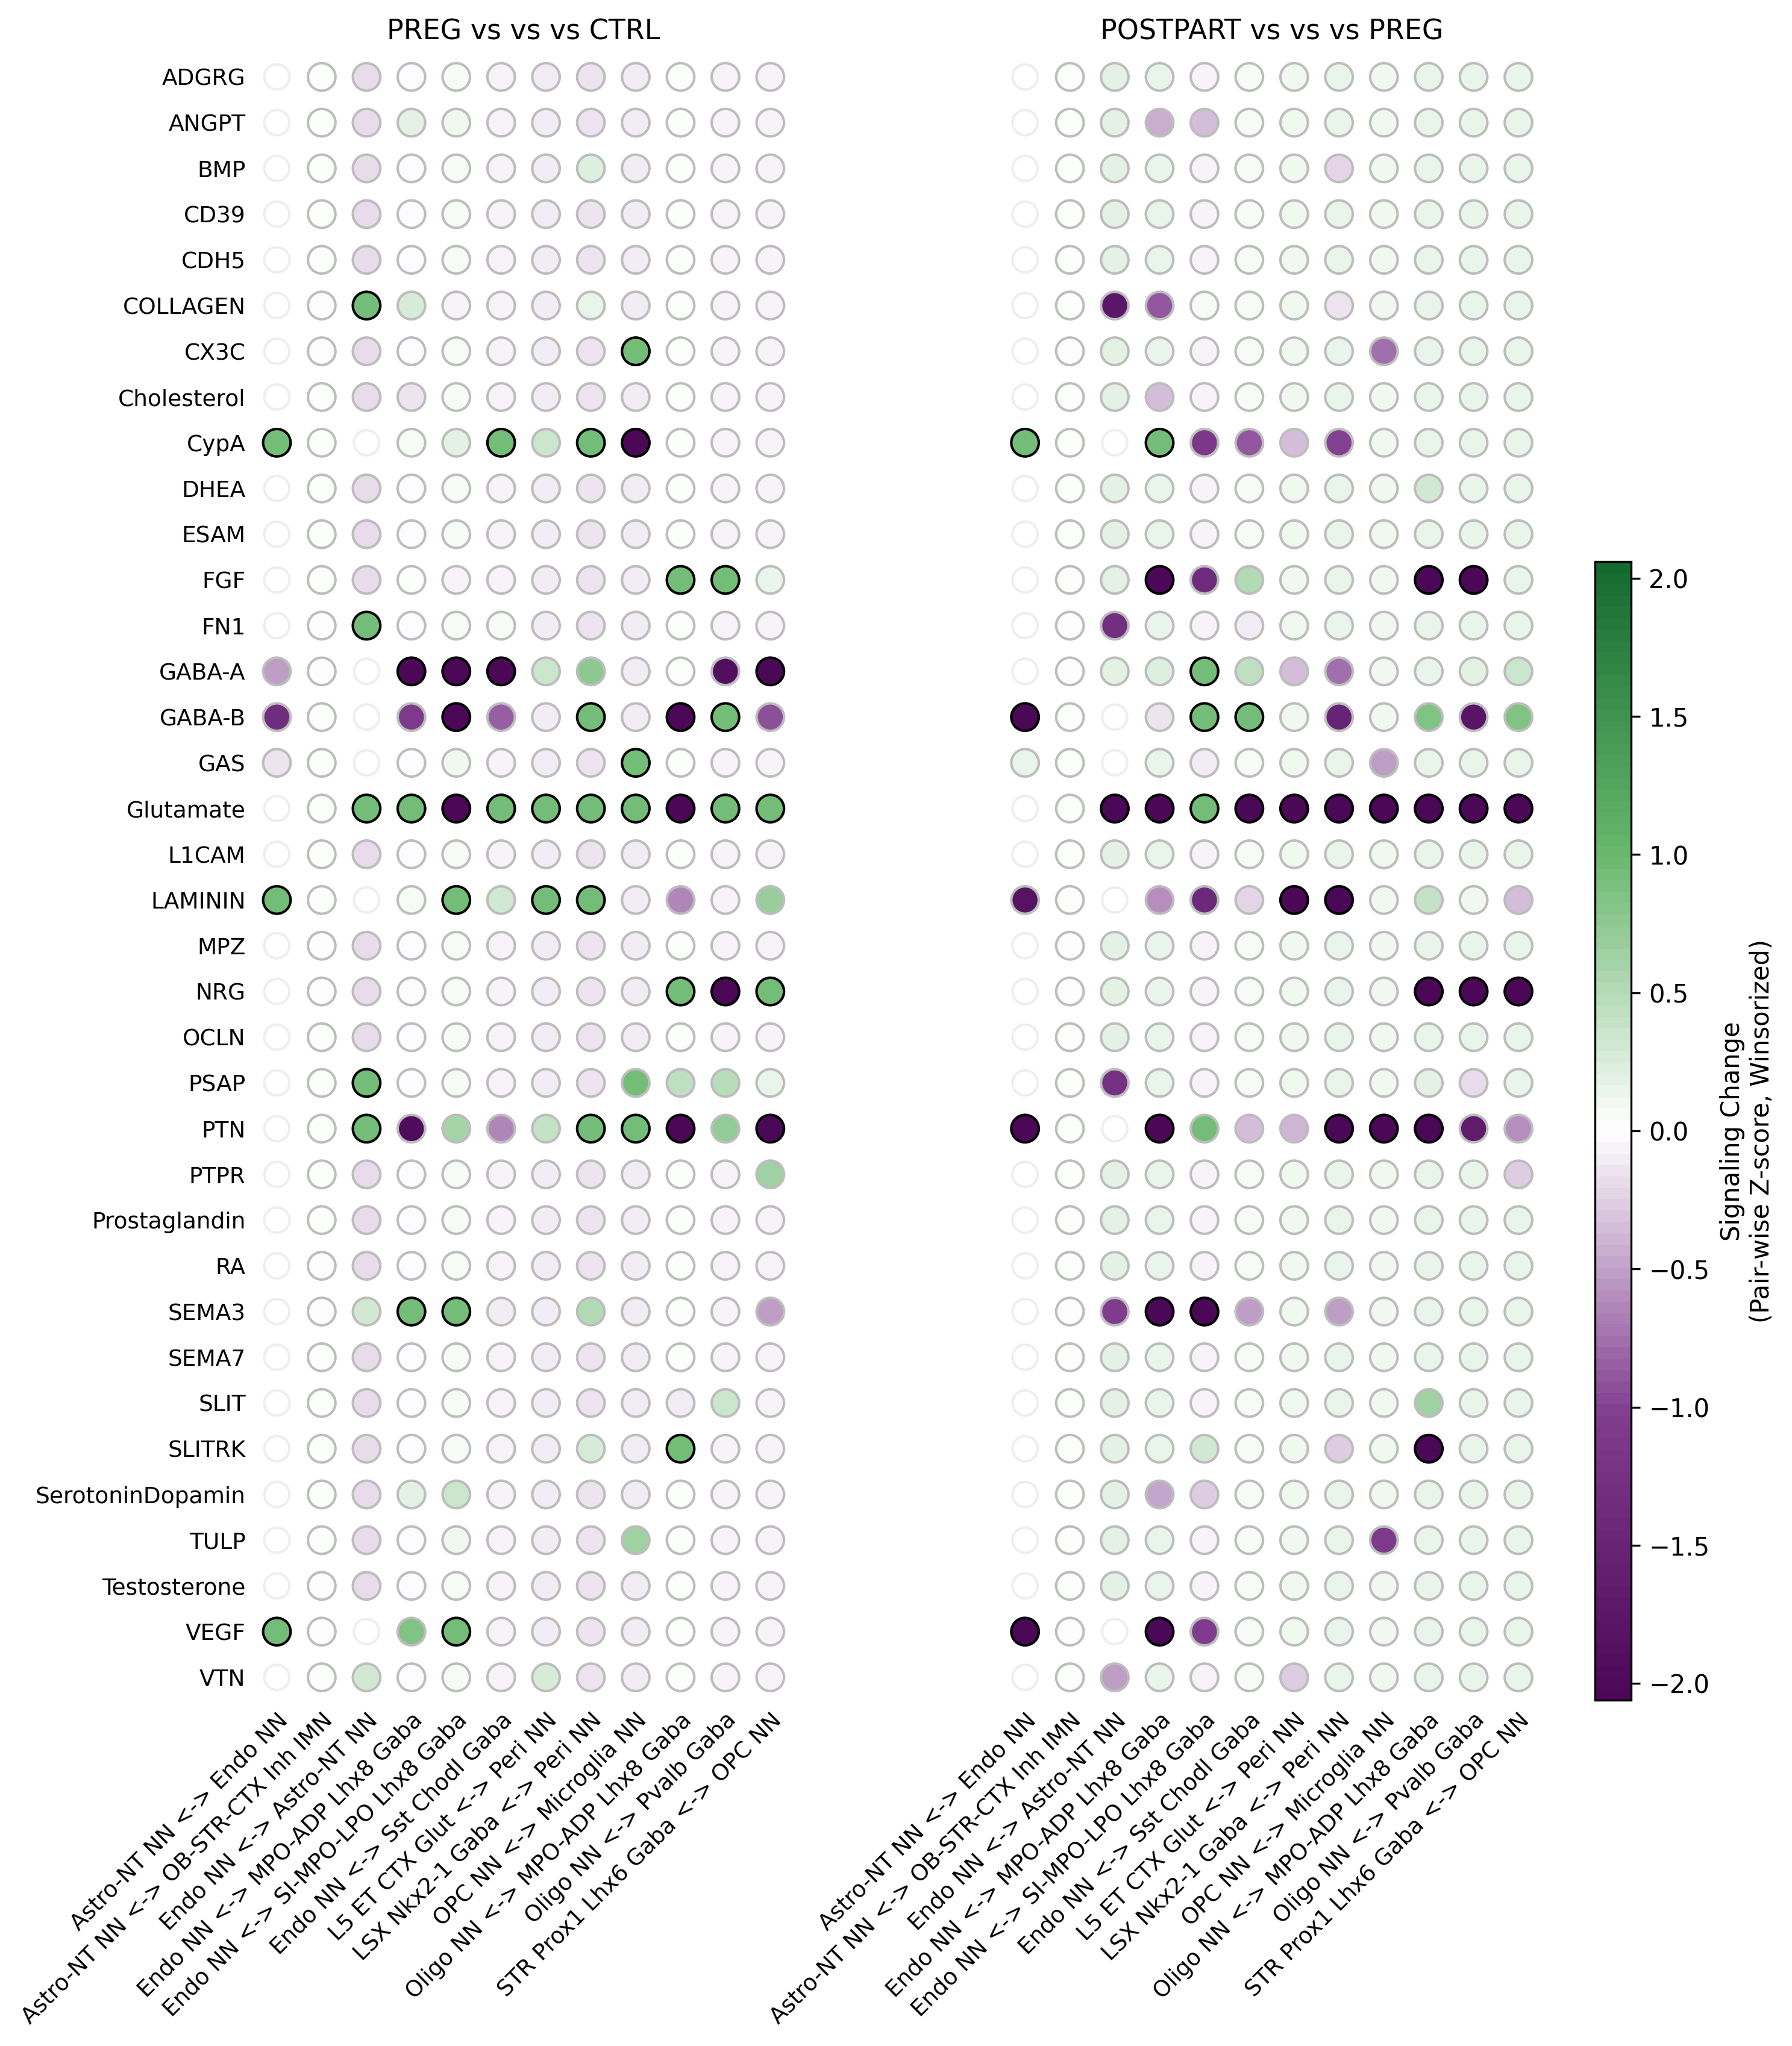 PREG vs vs vs CTRL
POSTPART vs vs vs PREG
ADGRG
ANGPT
BMP
CD39
CDH5
COLLAGEN
CX3C
Cholesterol
CypA
DHEA
ESAM
FGF
FN1
GABA-A
GABA-B
GAS
Glutamate
L1CAM
LAMININ
MPZ
NRG
OCLN
PSAP
PTN
PTPR
Prostaglandin
RA
SEMA3
SEMA7
SLIT
SLITRK
SerotoninDopamin
TULP
Testosterone
VEGF
VTN
Astro-NT NN <-> Endo NN
Astro-NT NN <-> OB-STR-CTX Inh IMN
Endo NN <-> Astro-NT NN
Endo NN <-> MPO-ADP Lhx8 Gaba
Endo NN <-> SI-MPO-LPO Lhx8 Gaba
Endo NN <-> Sst Chodl Gaba
L5 ET CTX Glut <-> Peri NN
LSX Nkx2-1 Gaba <-> Peri NN
OPC NN <-> Microglia NN
Oligo NN <-> MPO-ADP Lhx8 Gaba
Oligo NN <-> Pvalb Gaba
STR Prox1 Lhx6 Gaba <-> OPC NN
Astro-NT NN <-> Endo NN
Astro-NT NN <-> OB-STR-CTX Inh IMN
Endo NN <-> Astro-NT NN
Endo NN <-> MPO-ADP Lhx8 Gaba
Endo NN <-> SI-MPO-LPO Lhx8 Gaba
Endo NN <-> Sst Chodl Gaba
L5 ET CTX Glut <-> Peri NN
LSX Nkx2-1 Gaba <-> Peri NN
OPC NN <-> Microglia NN
Oligo NN <-> MPO-ADP Lhx8 Gaba
Oligo NN <-> Pvalb Gaba
STR Prox1 Lhx6 Gaba <-> OPC NN
2.0
1.5
1.0
0.5
0.0
−0.5
−1.0
−1.5
−2.0
Signaling Change
(Pair-wise Z-score, Winsorized)